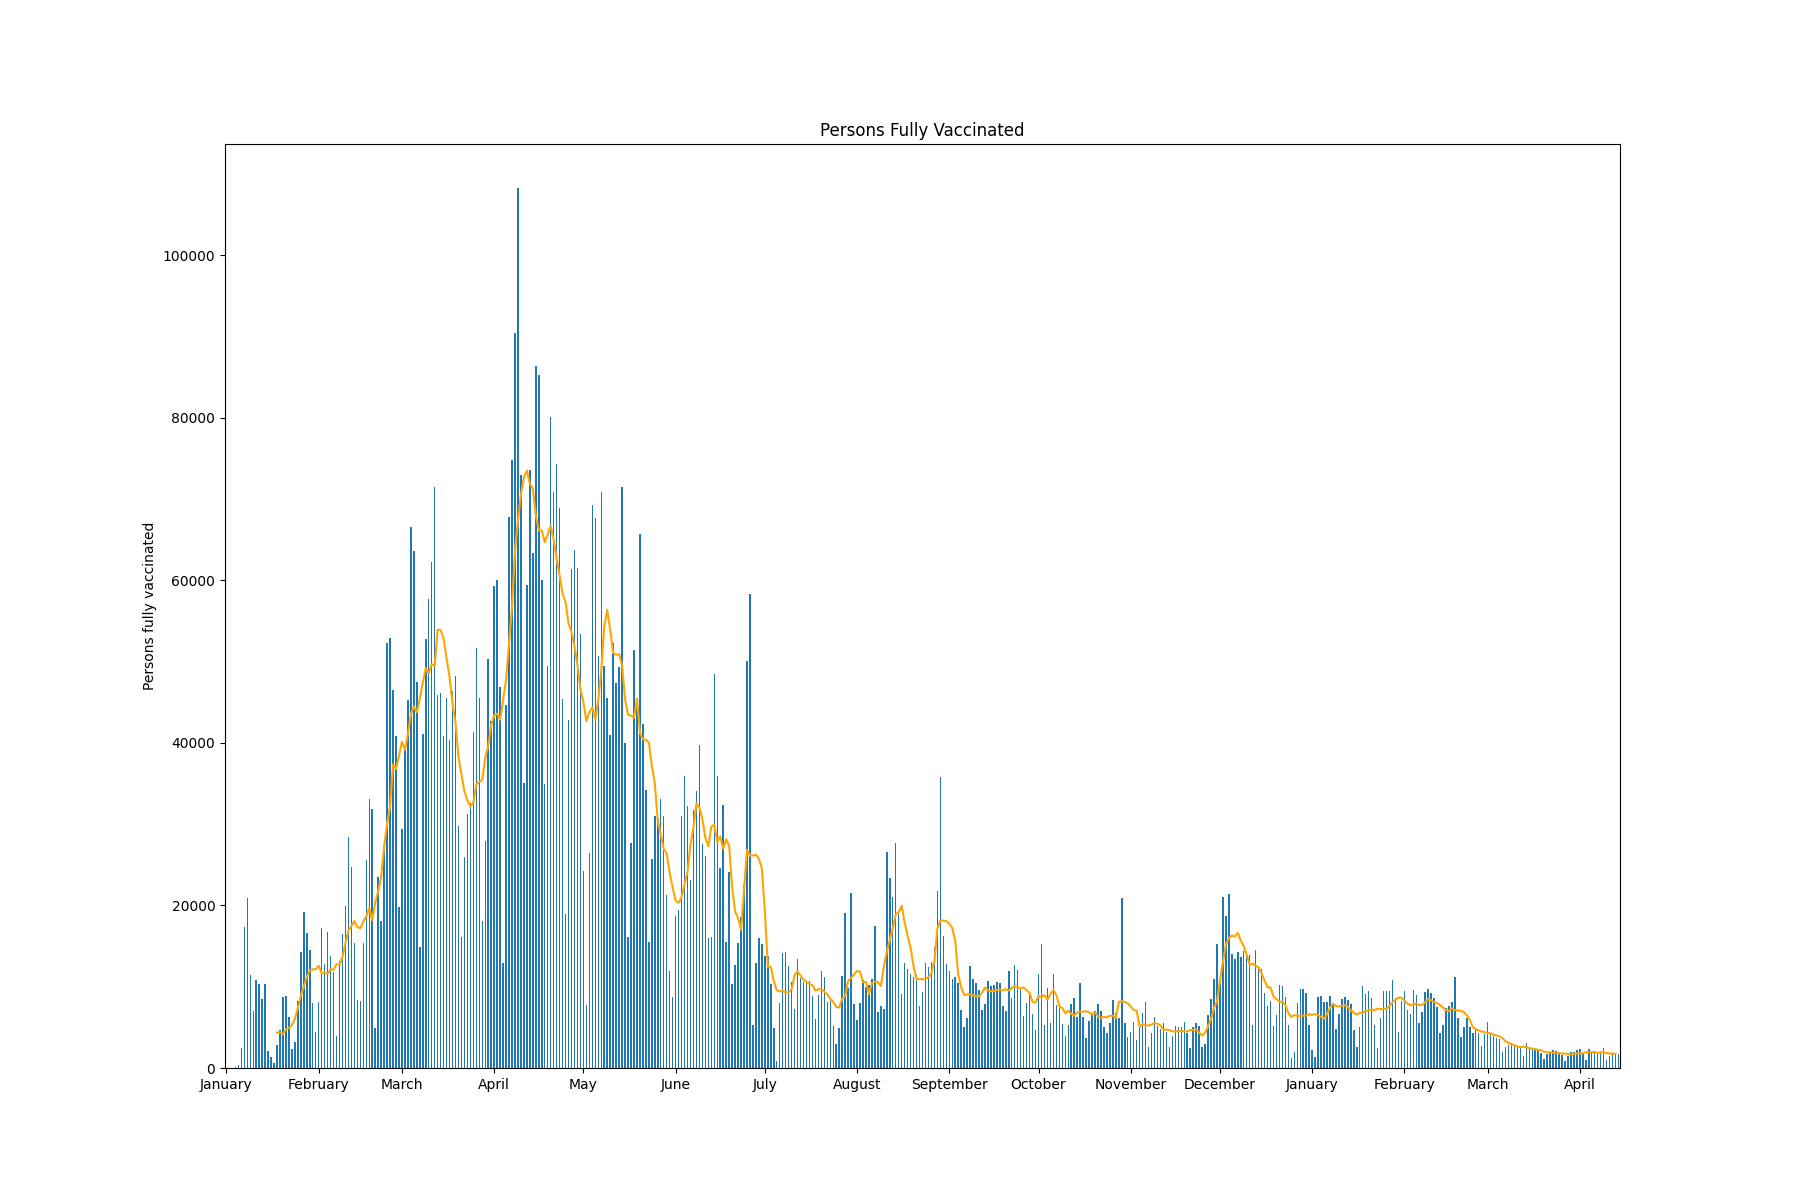 Persons Fully Vaccinated
Persons fully vaccinated
100000
80000
60000
40000
20000
0
January February March April May June July August September October November December January February March April